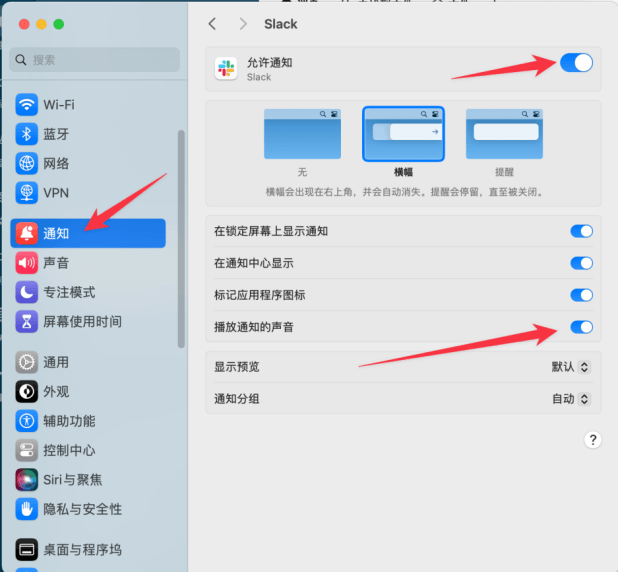 Slack
搜索
Wi-Fi
蓝牙
网络
VPN
通知
声音
专注模式
屏幕使用时间
通用
外观
辅助功能
控制中心
Siri与聚焦
隐私与安全性
桌面与程序坞
允许通知
Slack
无
横幅
提醒
横幅会出现在右上角，并会自动消失。提醒会停留，直至被关闭。
在锁定屏幕上显示通知
在通知中心显示
标记应用程序图标
播放通知的声音
显示预览 默认
通知分组 自动
?